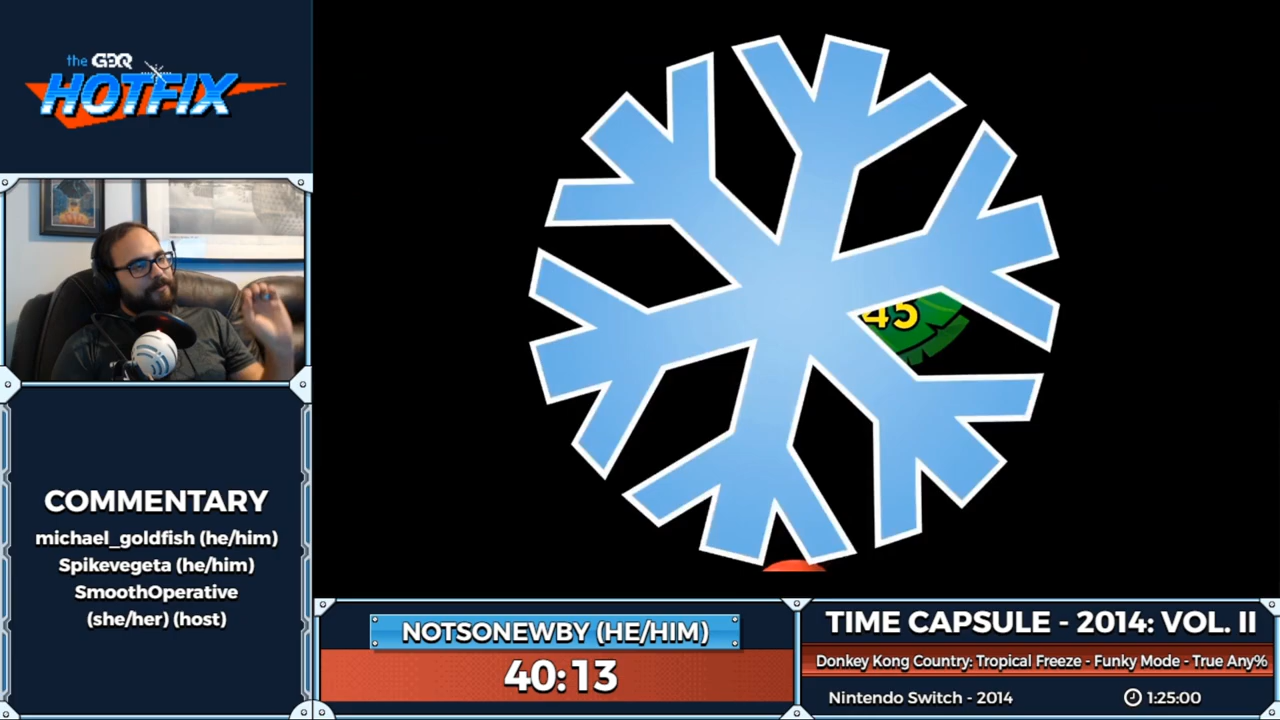 the GDQ
HOTFIX
45
COMMENTARY
michael_goldfish (he/him)
Spikevegeta (he/him)
SmoothOperative
(she/her) (host)
NOTSONEWBY (HE/HIM)
40:13
TIME CAPSULE - 2014: VOL. II
Donkey Kong Country: Tropical Freeze - Funky Mode - True Any%
Nintendo Switch - 2014
1:25:00